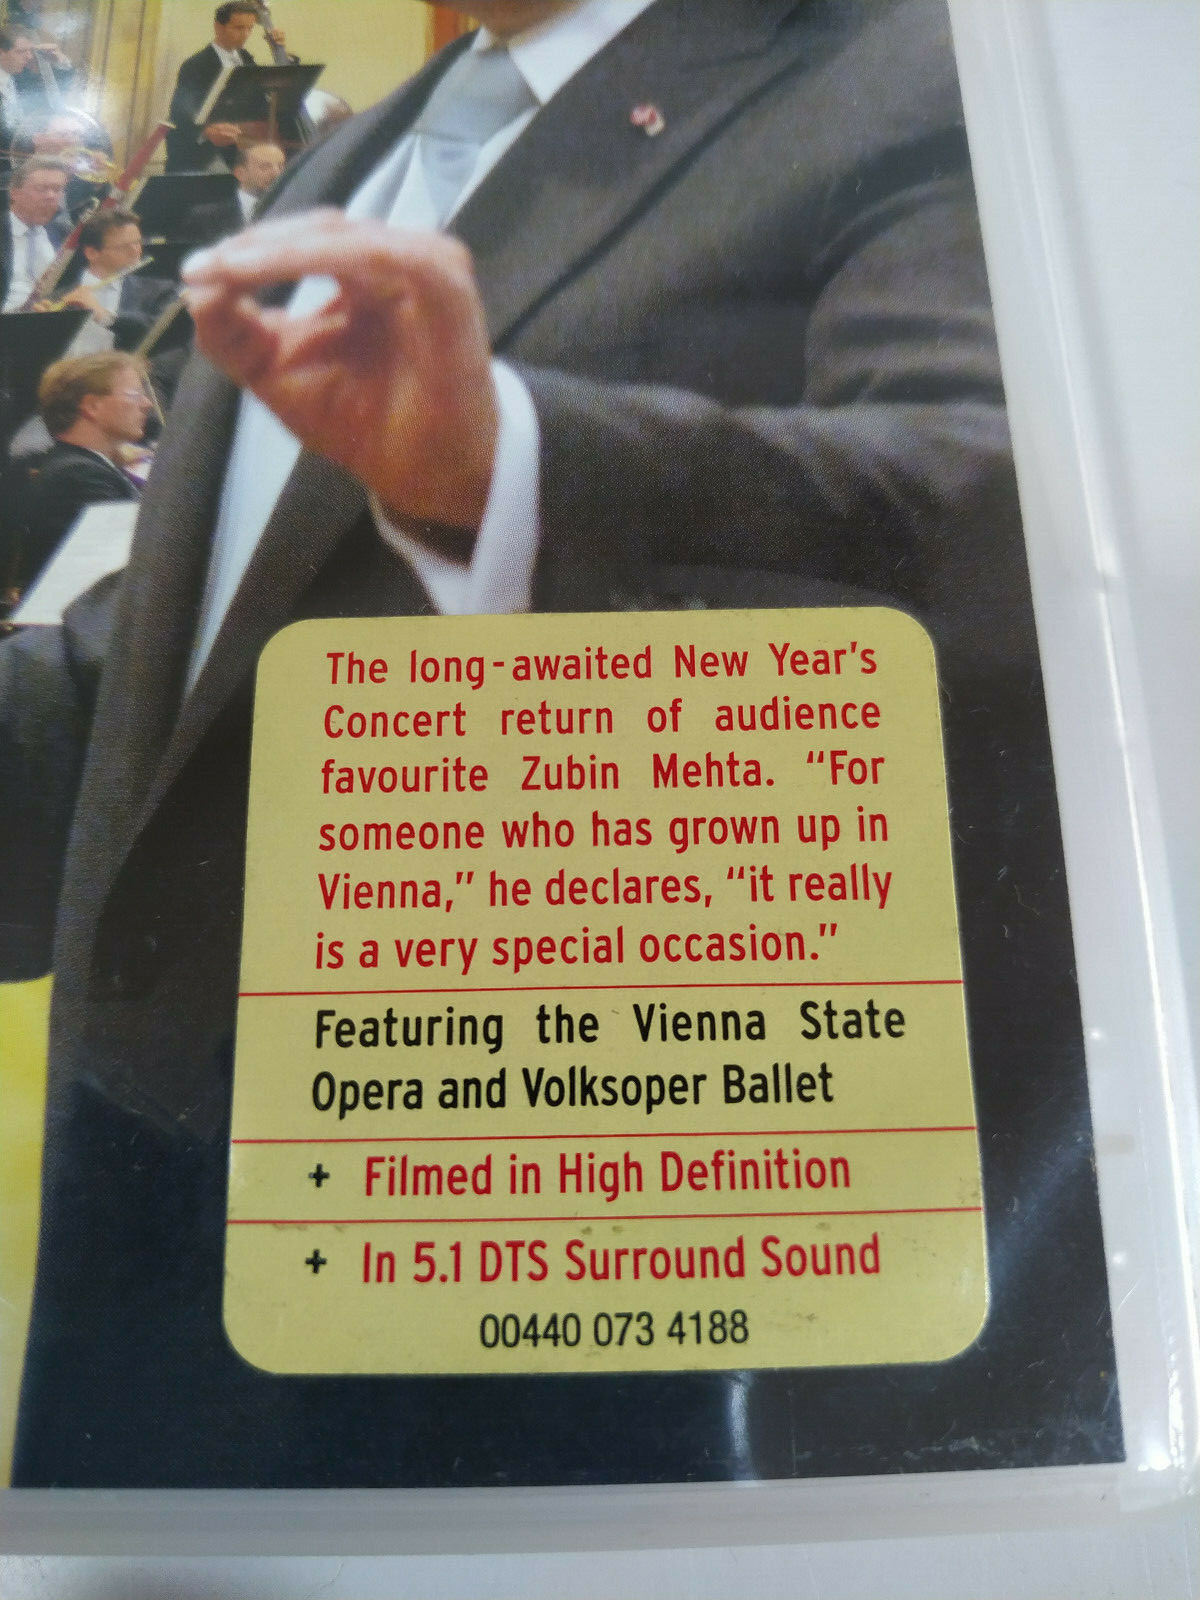 The long-awaited New Year's
Concert return of audience
favourite Zubin Mehta. “For
someone who has grown up in
Vienna,” he declares, “it really
is a very special occasion.”
Featuring the Vienna State
Opera and Volksoper Ballet
+ Filmed in High Definition
+ In 5.1 DTS Surround Sound
00440 073 4188